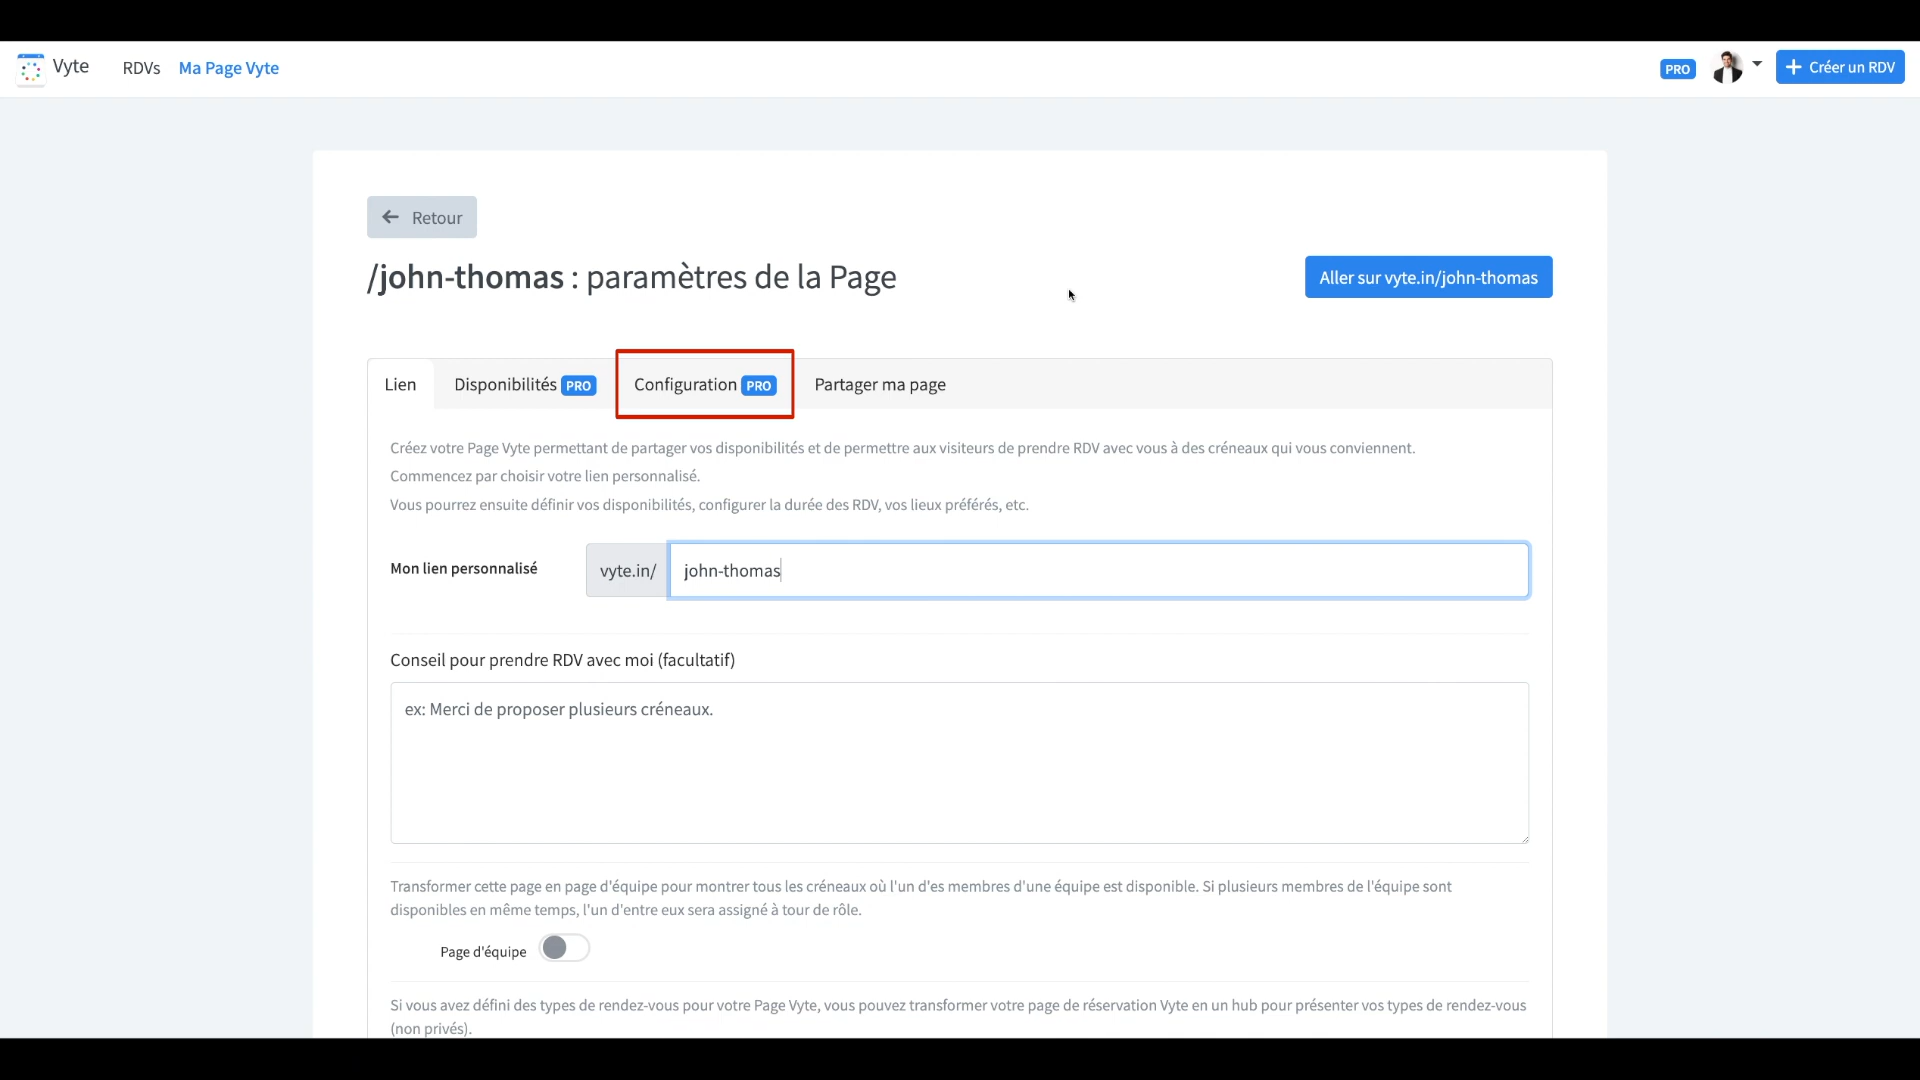 Vyte
RDVs
Ma Page Vyte
PRO
Créer un RDV
Retour
/john-thomas : paramètres de la Page
Aller sur vyte.in/john-thomas
Lien
Disponibilités PRO
Configuration PRO
Partager ma page
Créez votre Page Vyte permettant de partager vos disponibilités et de permettre aux visiteurs de prendre RDV avec vous à des créneaux qui vous conviennent.
Commencez par choisir votre lien personnalisé.
Vous pourrez ensuite définir vos disponibilités, configurer la durée des RDV, vos lieux préférés, etc.
Mon lien personnalisé
vyte.in/
john-thomas
Conseil pour prendre RDV avec moi (facultatif)
ex: Merci de proposer plusieurs créneaux.
Transformer cette page en page d'équipe pour montrer tous les créneaux où l'un d'es membres d'une équipe est disponible. Si plusieurs membres de l'équipe sont
disponibles en même temps, l'un d'entre eux sera assigné à tour de rôle.
Page d'équipe
Si vous avez défini des types de rendez-vous pour votre Page Vyte, vous pouvez transformer votre page de réservation Vyte en un hub pour présenter vos types de rendez-vous
(non privés).